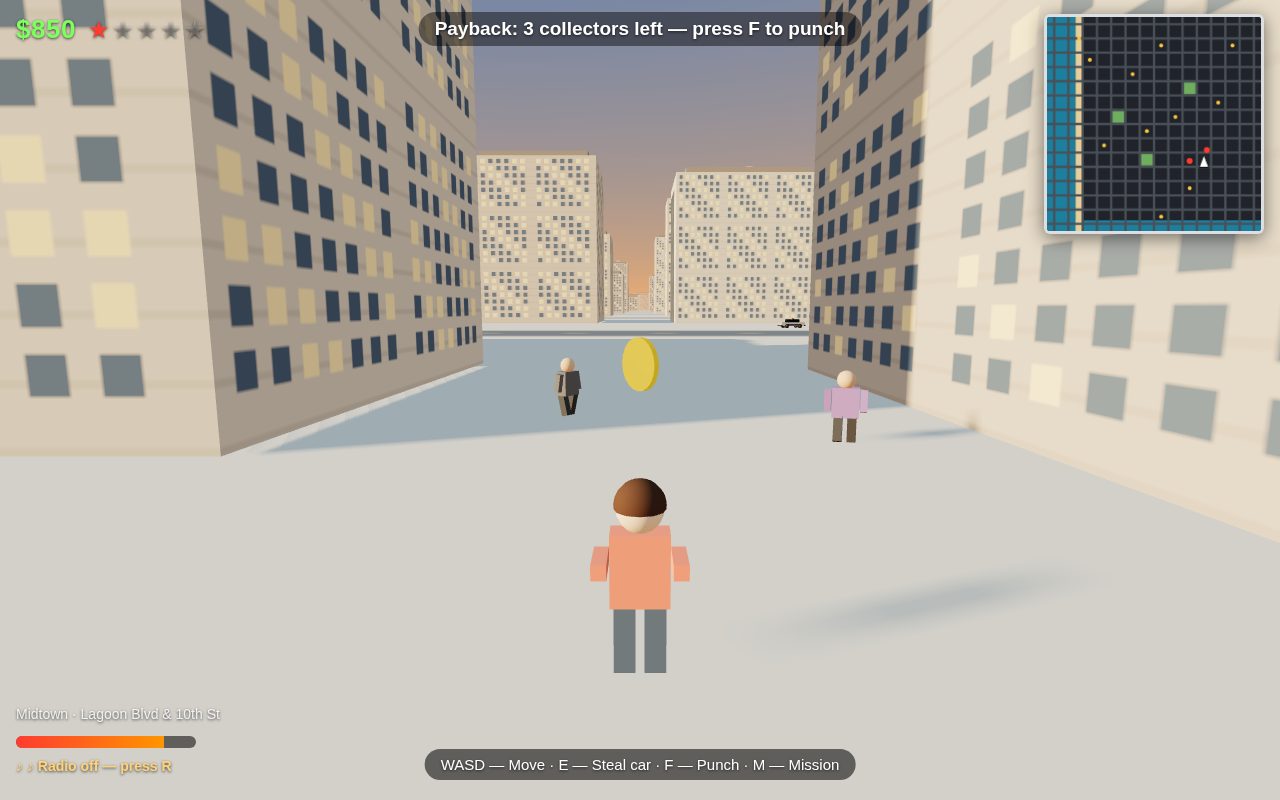 $850 ★★★★★
Payback: 3 collectors left — press F to punch
Midtown · Lagoon Blvd & 10th St
♪ ♪ Radio off — press R
WASD — Move · E — Steal car · F — Punch · M — Mission